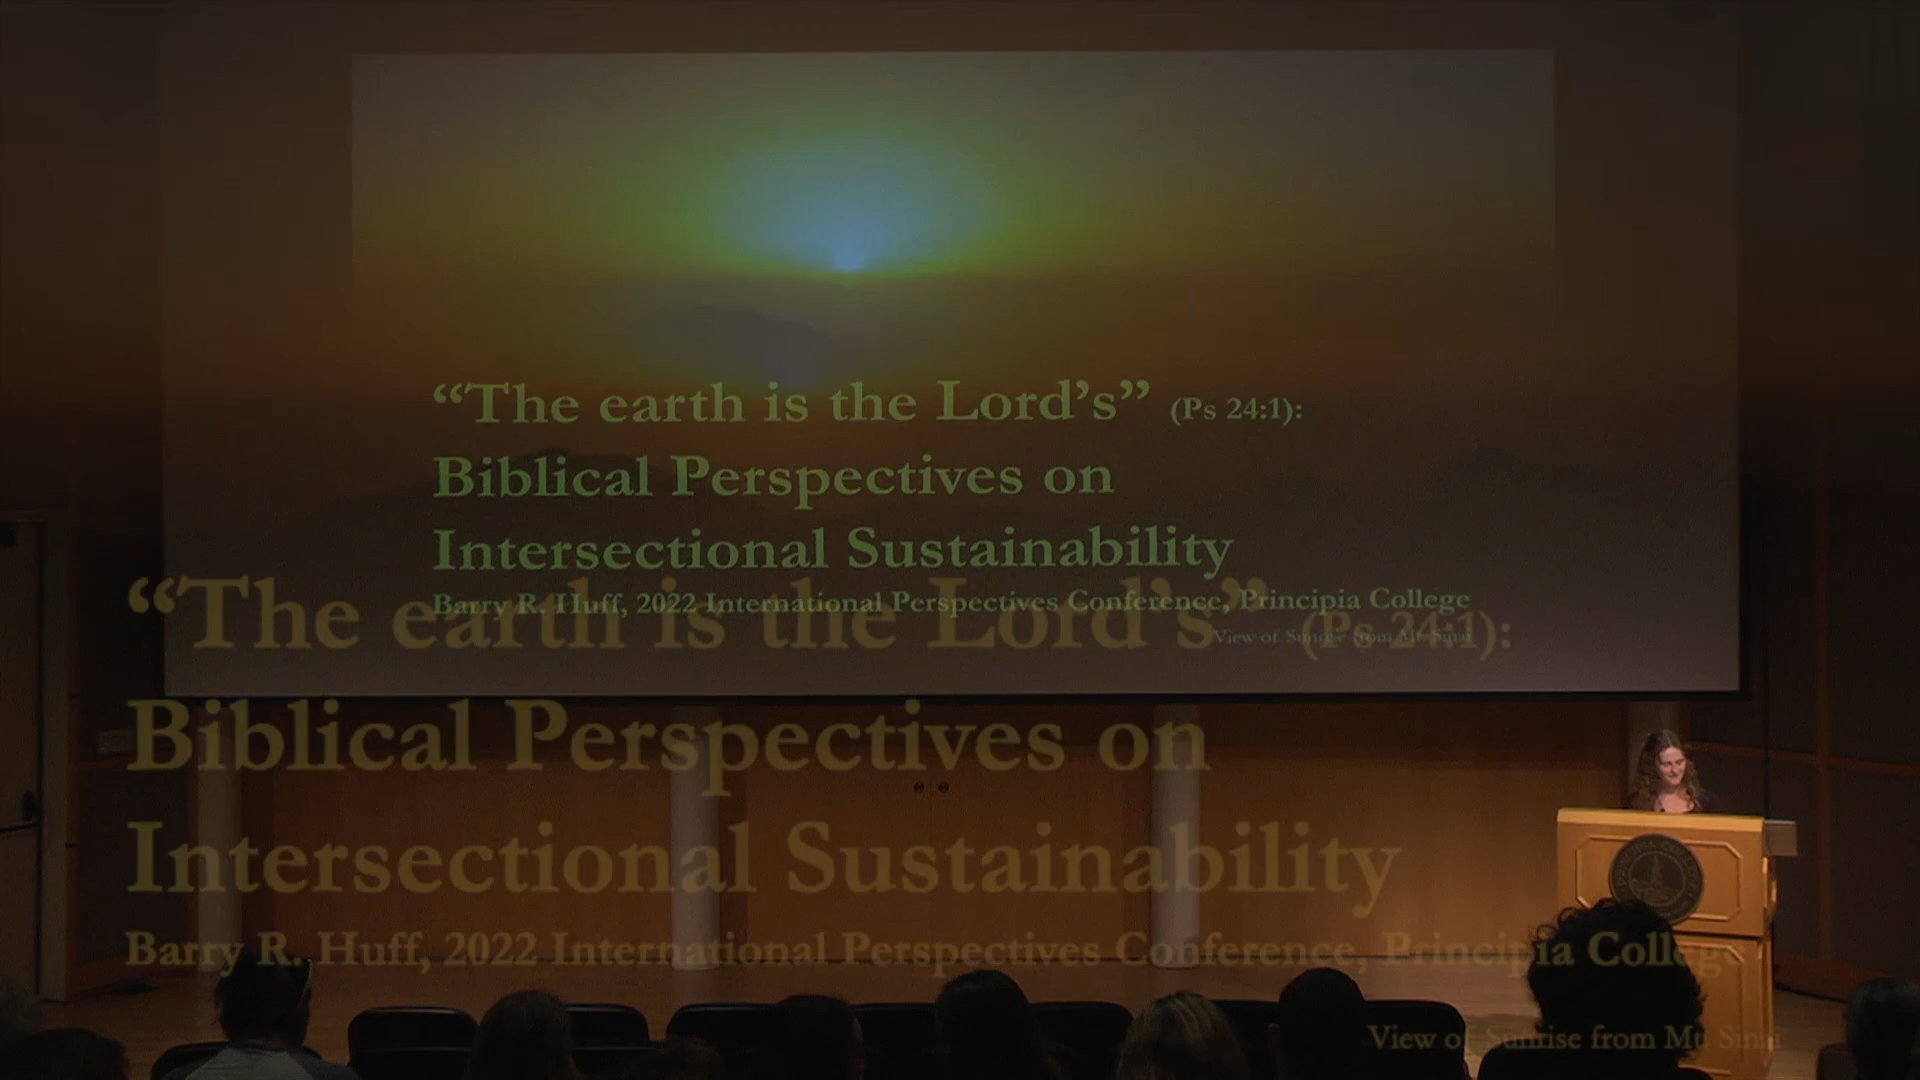 “The earth is the Lord’s” (Ps 24:1):
Biblical Perspectives on
Intersectional Sustainability
Barry R. Huff, 2022 International Perspectives Conference, Principia College
View of Sunrise from Mt Sinai
“The earth is the Lord’s” (Ps 24:1):
Biblical Perspectives on
Intersectional Sustainability
Barry R. Huff, 2022 International Perspectives Conference, Principia College
View of Sunrise from Mt Sinai